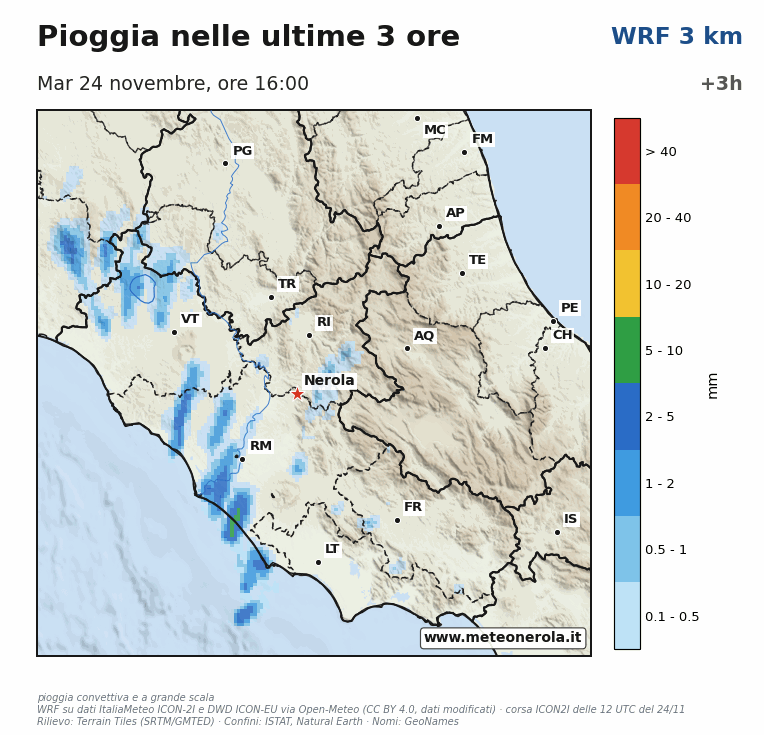 Pioggia nelle ultime 3 ore
WRF 3 km
Mar 24 novembre, ore 16:00
+3h
MC
FM
PG
AP
TE
TR
PE
VT
RI
AQ
CH
Nerola
RM
FR
IS
LT
www.meteonerola.it
> 40
20 - 40
10 - 20
5 - 10
2 - 5
1 - 2
0.5 - 1
0.1 - 0.5
mm
pioggia convettiva e a grande scala
WRF su dati ItaliaMeteo ICON-2I e DWD ICON-EU via Open-Meteo (CC BY 4.0, dati modificati) · corsa ICON2I delle 12 UTC del 24/11
Rilievo: Terrain Tiles (SRTM/GMTED) · Confini: ISTAT, Natural Earth · Nomi: GeoNames